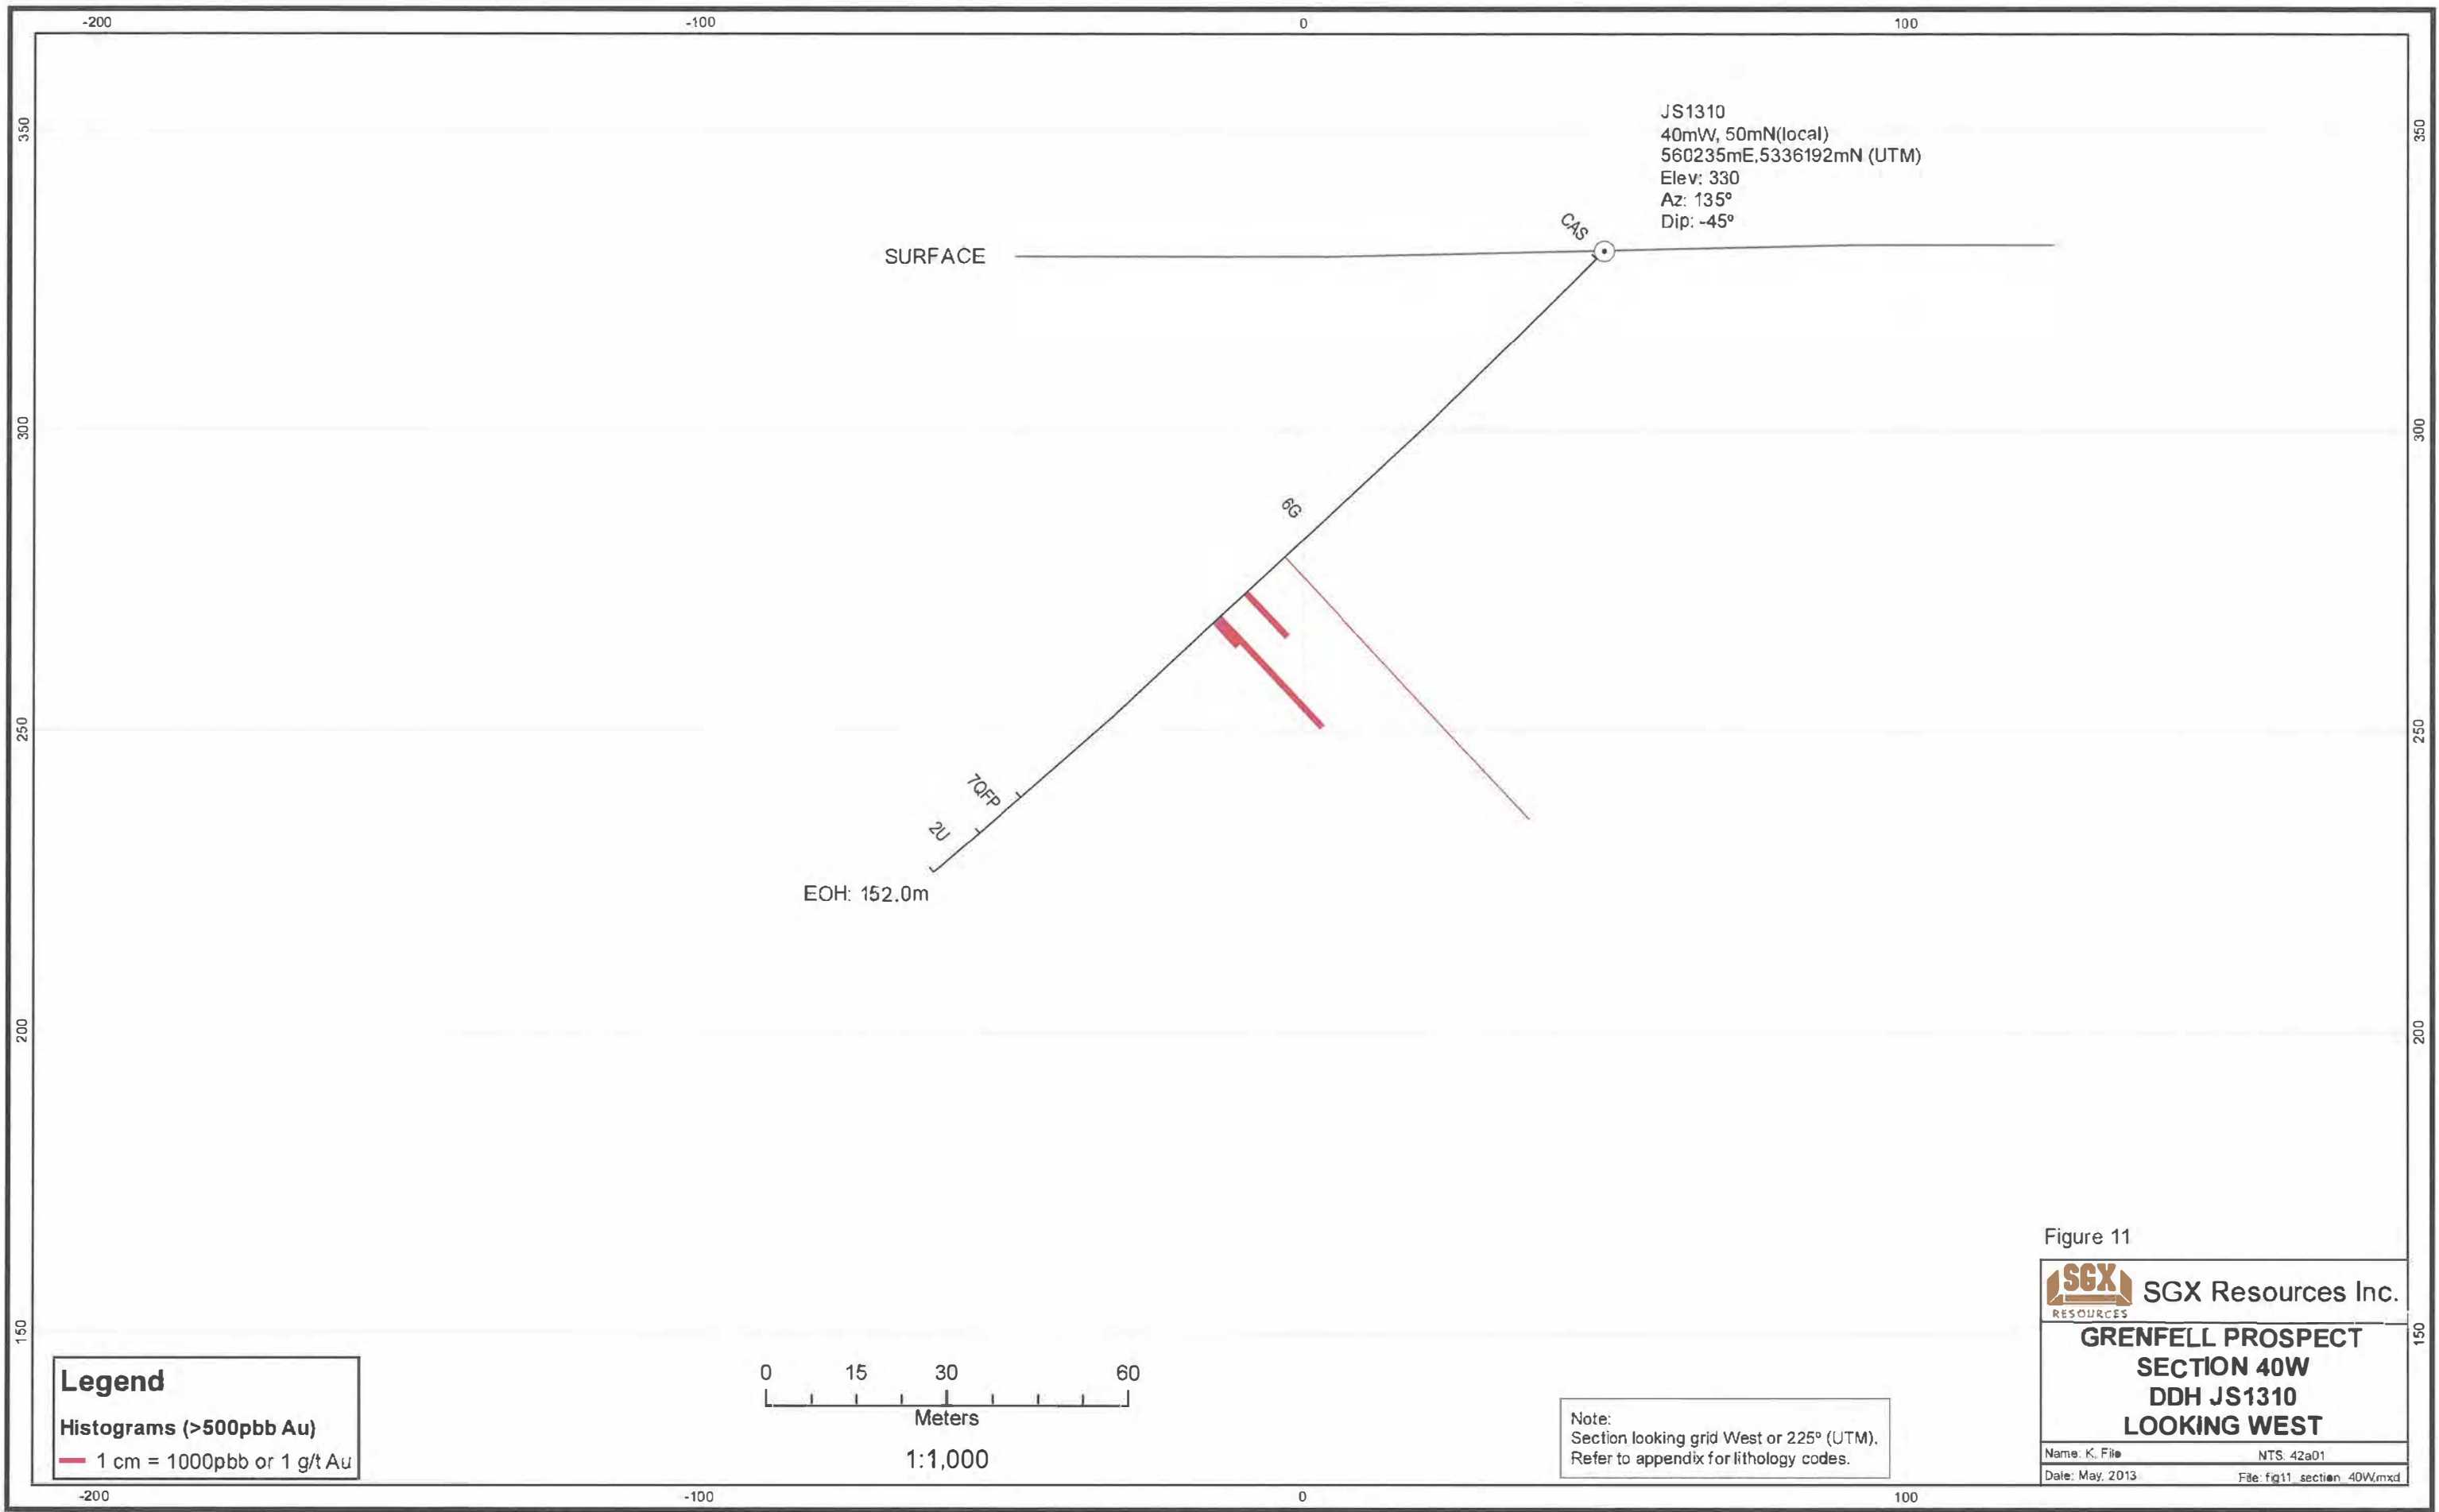 -200 -100 0 100
350 350
JS1310
40mW, 50mN(local)
560235mE,5336192mN (UTM)
Elev: 330
Az: 135º
Dip: -45º
CAS
SURFACE
300 300
6G
250 250
7QFP
2U
EOH: 152.0m
200 200
150 150
Legend
Histograms (>500pbb Au)
1 cm = 1000pbb or 1 g/t Au
0 15 30 60
Meters
1:1,000
Note:
Section looking grid West or 225º (UTM).
Refer to appendix for lithology codes.
Figure 11
SGX
RESOURCES
SGX Resources Inc.
GRENFELL PROSPECT
SECTION 40W
DDH JS1310
LOOKING WEST
Name: K. File NTS: 42a01
Date: May, 2013 File: fig11_section_40W.mxd
-200 -100 0 100